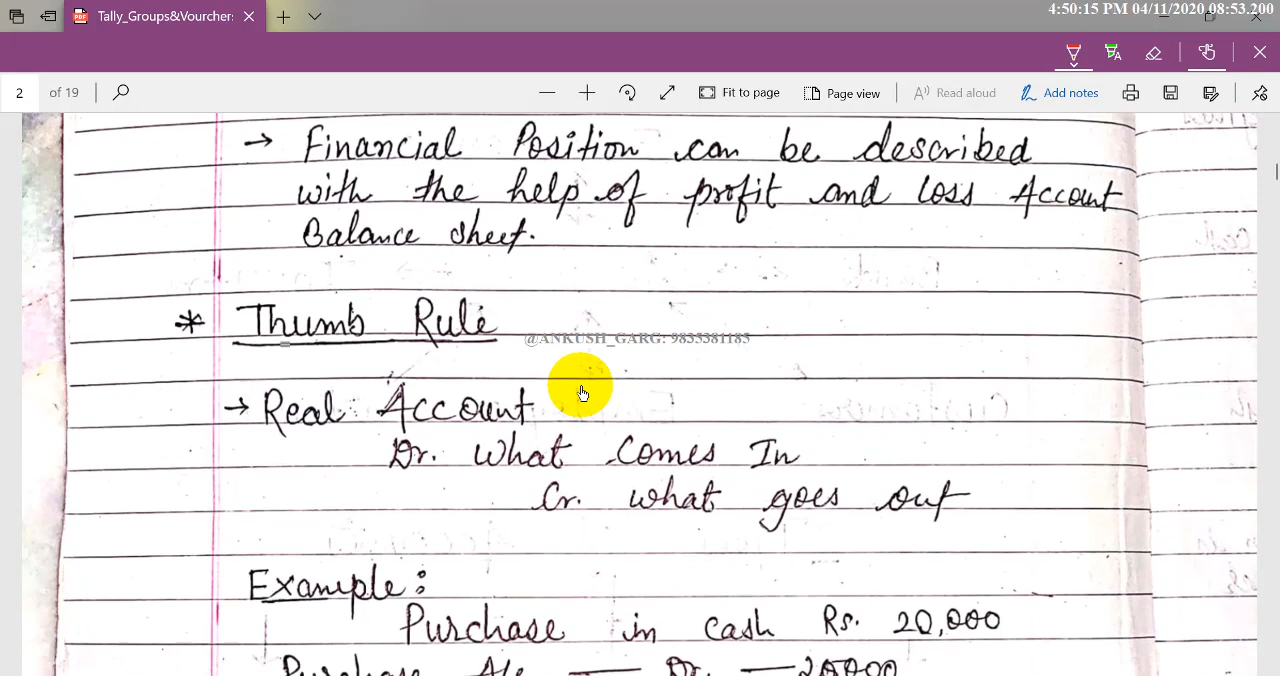 Tally_Groups&Vourcher:
4:50:15 PM 04/11/2020 08:53.200
2 of 19
Fit to page
Page view
Read aloud
Add notes
→ Financial Position can be described
with the help of profit and loss Account
Balance sheet.
* Thumb Rule
@ANKUSH_GARG: 9835381185
→ Real Account
Dr. What comes In
Cr. what goes out
Example:
Purchase in cash Rs. 20,000
Purchase A/c —— Dr. — 20000